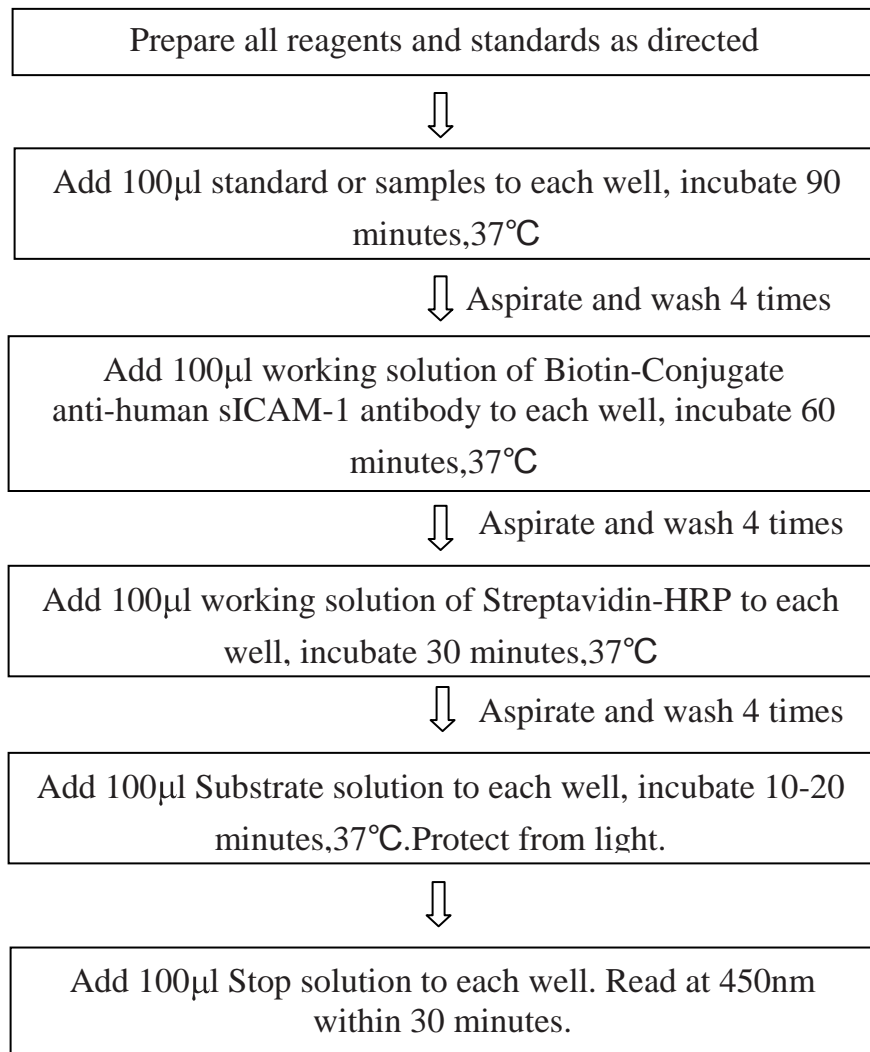 Prepare all reagents and standards as directed
Add 100μl standard or samples to each well, incubate 90
minutes,37℃
Aspirate and wash 4 times
Add 100μl working solution of Biotin-Conjugate
anti-human sICAM-1 antibody to each well, incubate 60
minutes,37℃
Aspirate and wash 4 times
Add 100μl working solution of Streptavidin-HRP to each
well, incubate 30 minutes,37℃
Aspirate and wash 4 times
Add 100μl Substrate solution to each well, incubate 10-20
minutes,37℃.Protect from light.
Add 100μl Stop solution to each well. Read at 450nm
within 30 minutes.